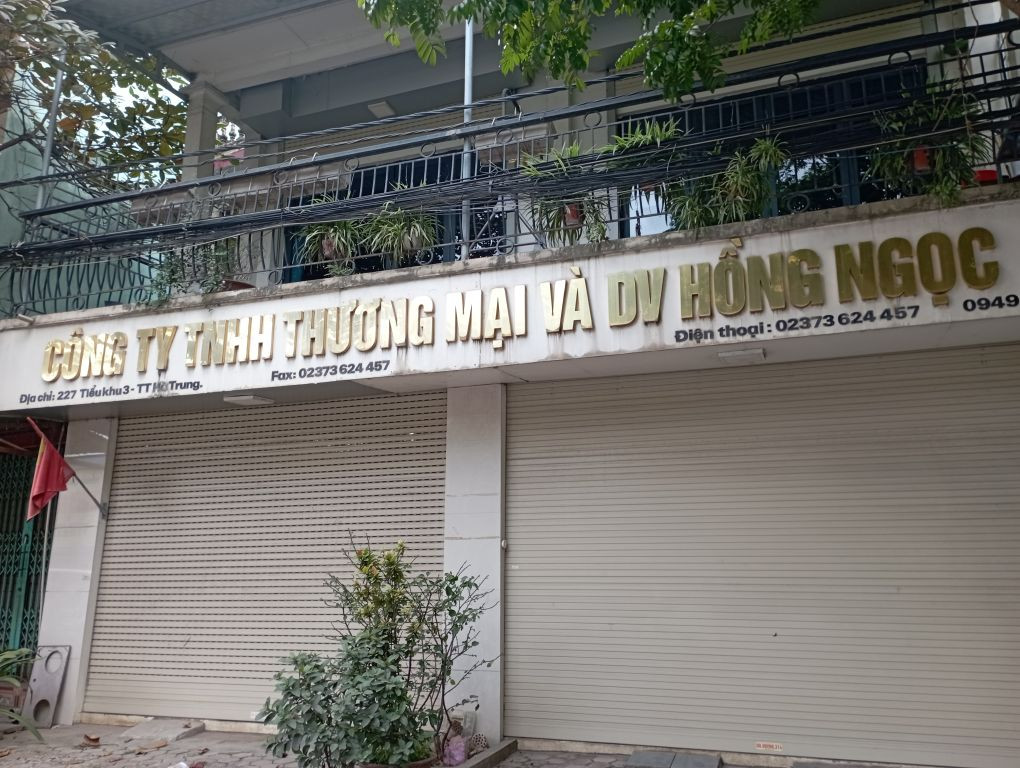 CÔNG TY TNHH THƯƠNG MẠI VÀ DV HỒNG NGỌC
Địa chỉ: 227 Tiểu khu 3 - TT Hà Trung.
Fax: 02373 624 457
Điện thoại : 02373 624 457
0949